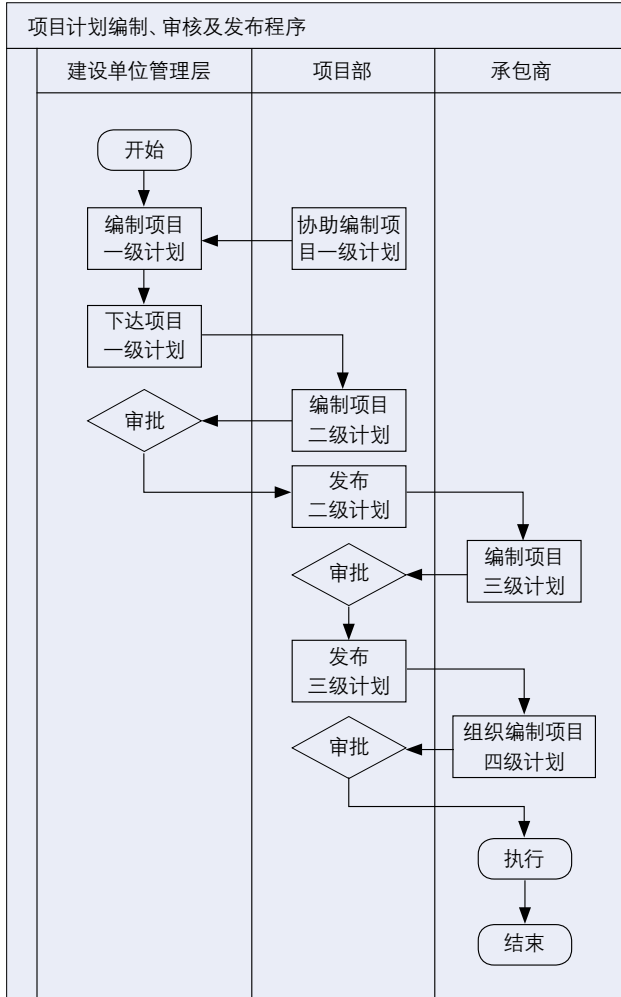 项目计划编制、审核及发布程序
建设单位管理层
项目部
承包商
开始
编制项目
一级计划
协助编制项
目一级计划
下达项目
一级计划
编制项目
二级计划
审批
发布
二级计划
编制项目
三级计划
审批
发布
三级计划
组织编制项目
四级计划
审批
执行
结束